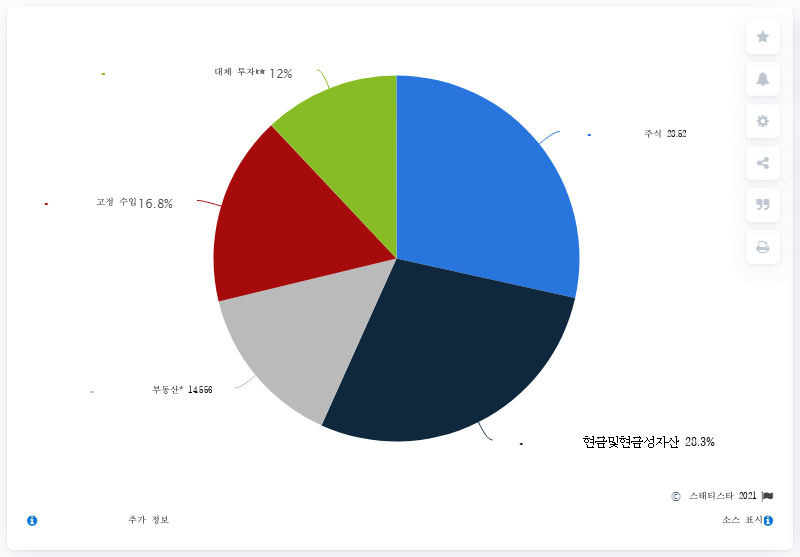 대체 투자** 12%
주식 28.52
고정 수입 16.8%
부동산* 14.556
현금및현금성자산 28.3%
© 스태티스타 2021
추가 정보
소스 표시